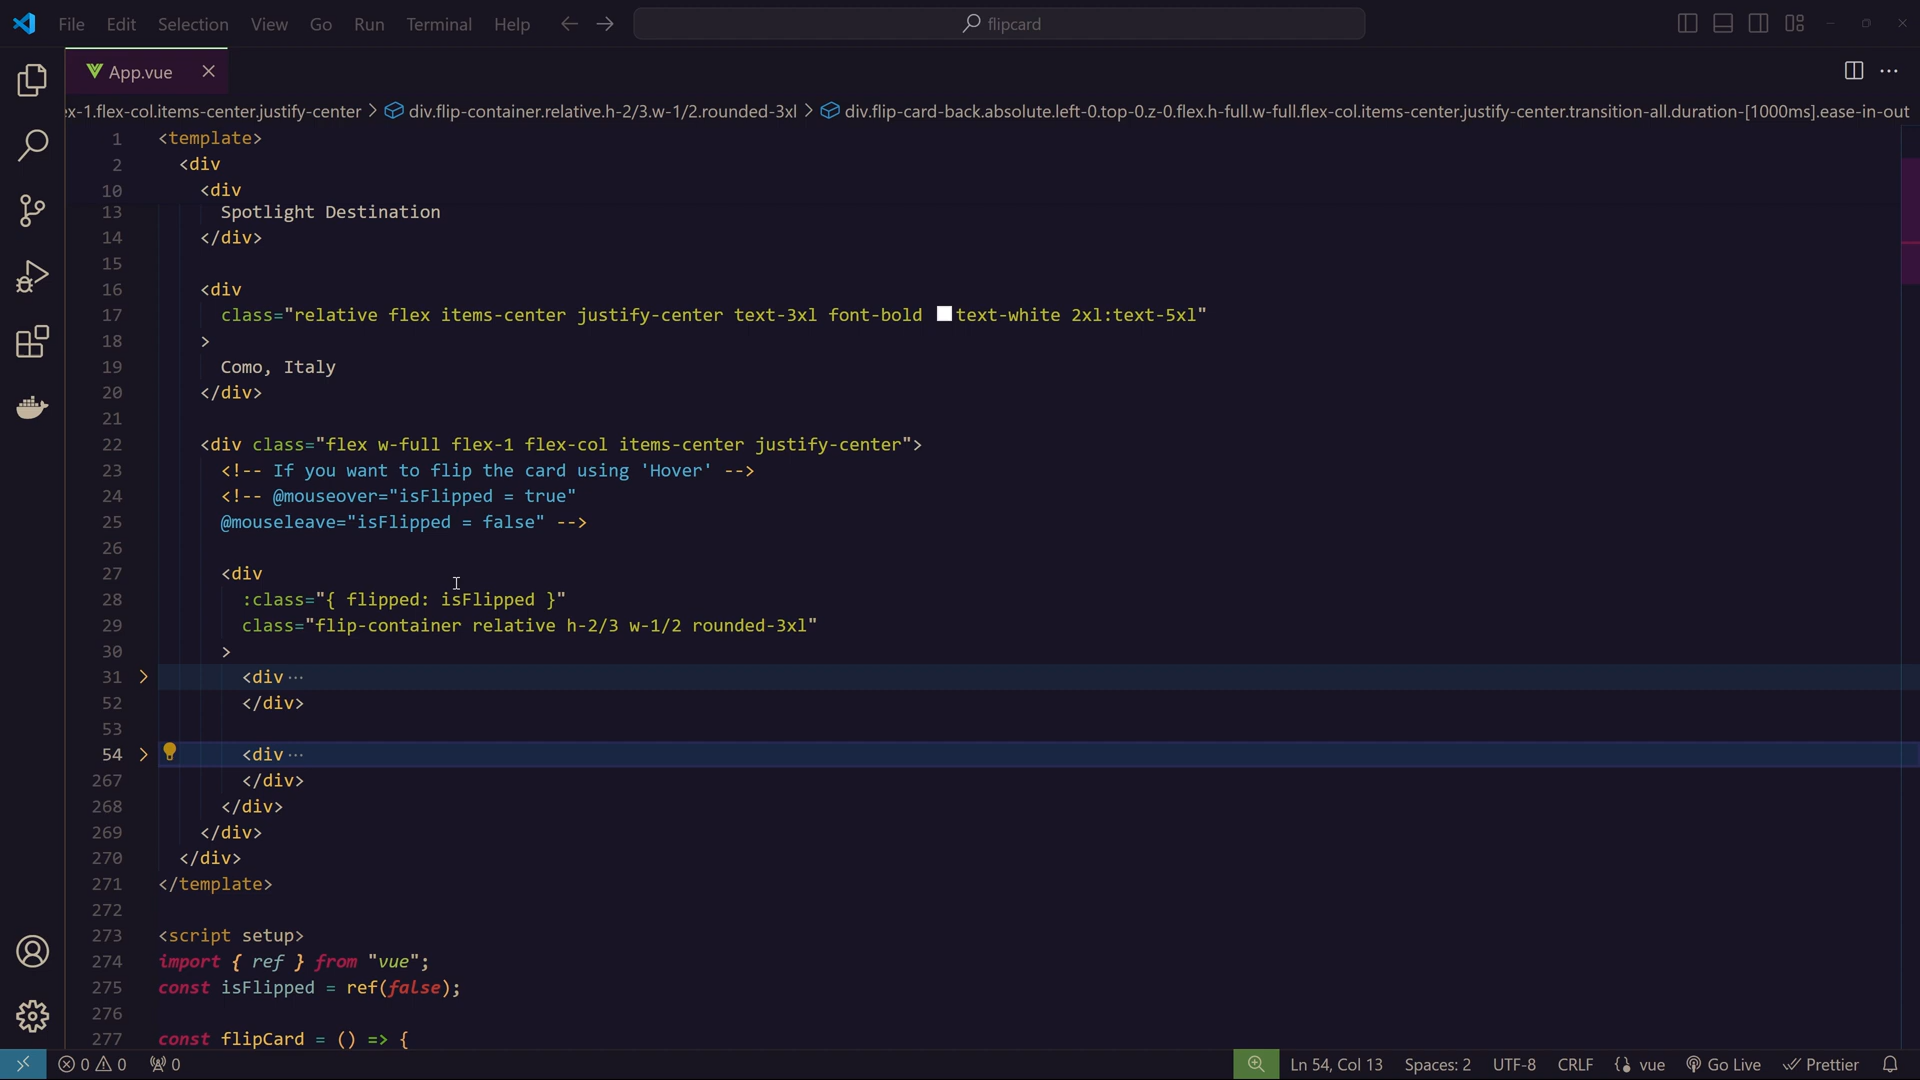 File Edit Selection View Go Run Terminal Help
flipcard
App.vue
ex-1.flex-col.items-center.justify-center > div.flip-container.relative.h-2/3.w-1/2.rounded-3xl > div.flip-card-back.absolute.left-0.top-0.z-0.flex.h-full.w-full.flex-col.items-center.justify-center.transition-all.duration-[1000ms].ease-in-out
1 <template>
2 <div
10 <div
13 Spotlight Destination
14 </div>
15
16 <div
17 class="relative flex items-center justify-center text-3xl font-bold text-white 2xl:text-5xl"
18 >
19 Como, Italy
20 </div>
21
22 <div class="flex w-full flex-1 flex-col items-center justify-center">
23 <!-- If you want to flip the card using 'Hover' -->
24 <!-- @mouseover="isFlipped = true"
25 @mouseleave="isFlipped = false" -->
26
27 <div
28 :class="{ flipped: isFlipped }"
29 class="flip-container relative h-2/3 w-1/2 rounded-3xl"
30 >
31 <div ···
52 </div>
53
54 <div ···
267 </div>
268 </div>
269 </div>
270 </div>
271 </template>
272
273 <script setup>
274 import { ref } from "vue";
275 const isFlipped = ref(false);
276
277 const flipCard = () => {
0 0 0 Ln 54, Col 13 Spaces: 2 UTF-8 CRLF {} vue Go Live Prettier